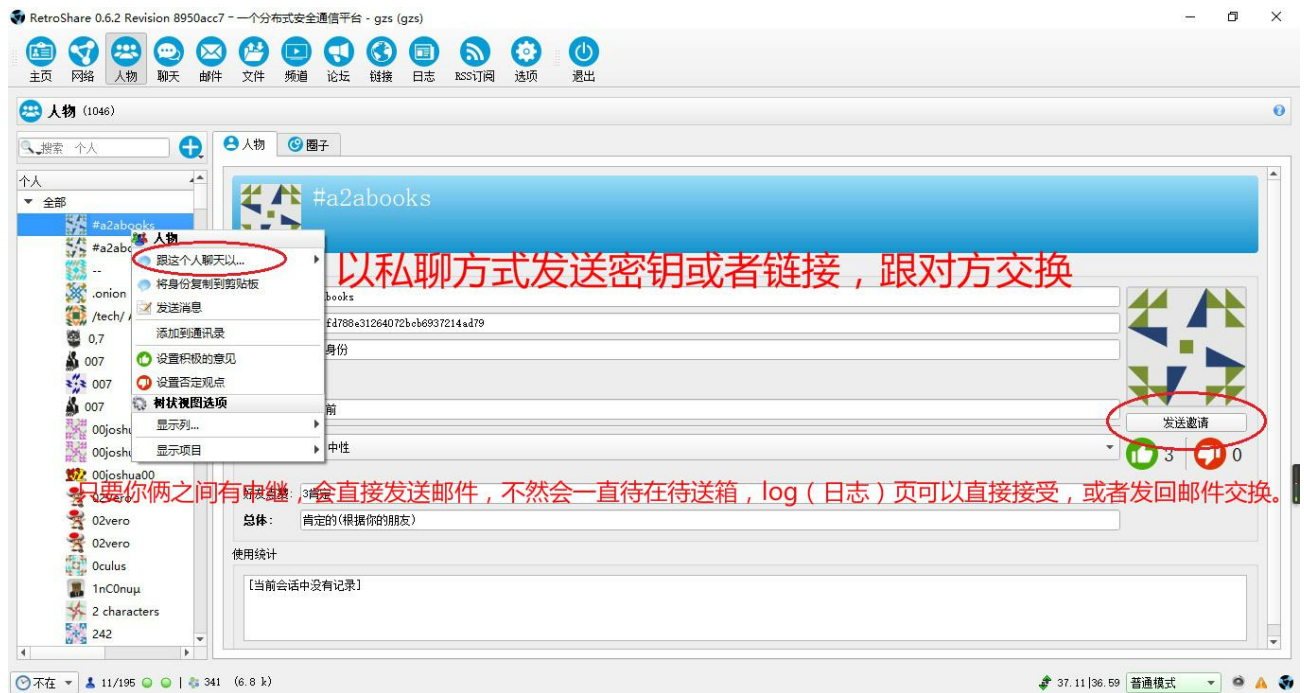 RetroShare 0.6.2 Revision 8950acc7 - 一个分布式安全通信平台 - gzs (gzs)
主页 网络 人物 聊天 邮件 文件 频道 论坛 链接 日志 RSS订阅 选项 退出
人物 (1046)
搜索 个人
人物 圈子
个人
全部
#a2abooks
#a2abooks
#a2abo
--
.onion
/tech/
0,7
007
007
007
00joshu
00joshu
00joshua00
02vero
02vero
02vero
0culus
1nC0nuμ
2 characters
242
人物
跟这个人聊天以...
将身份复制到剪贴板
发送消息
添加到通讯录
设置积极的意见
设置否定观点
树状视图选项
显示列...
显示项目
以私聊方式发送密钥或者链接，跟对方交换
books
fd788e31264072bcb6937214ad79
身份
前
中性
发送邀请
3 0
只要你俩之间有中继，会直接发送邮件，不然会一直待在待送箱，log（日志）页可以直接接受，或者发回邮件交换。
好友点赞: 3肯定
总体: 肯定的(根据你的朋友)
使用统计
[当前会话中没有记录]
不在 11/195 | 341 (6.8 k) 37.11|36.59 普通模式